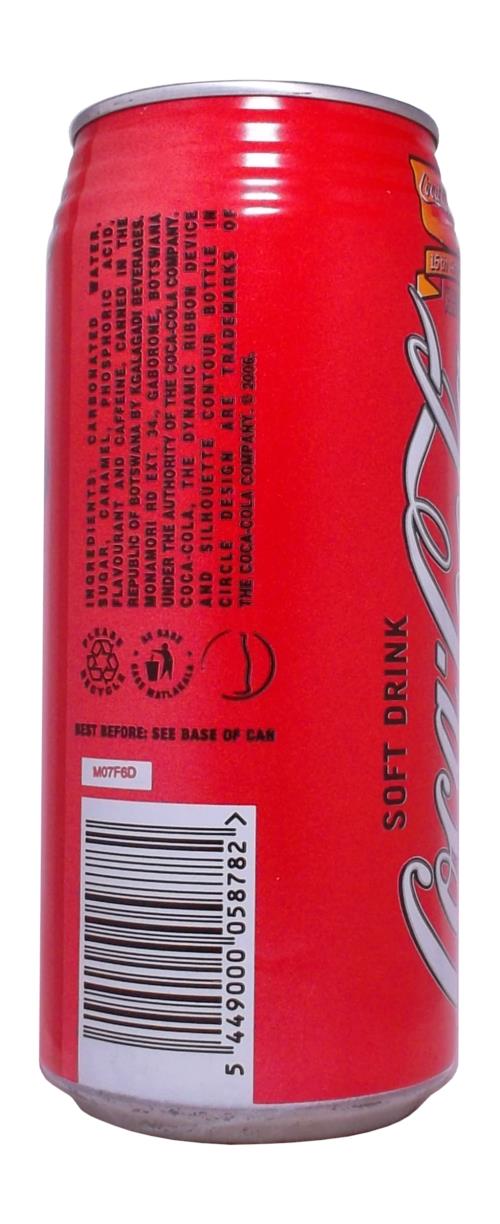 INGREDIENTS: CARBONATED WATER,
SUGAR, CARAMEL, PHOSPHORIC ACID,
FLAVOURANT AND CAFFEINE, CANNED IN THE
REPUBLIC OF BOTSWANA BY KGALAGADI BEVERAGES,
MONAMORI RD EXT. 34., GABORONE, BOTSWANA
UNDER THE AUTHORITY OF THE COCA-COLA COMPANY.
COCA-COLA, THE DYNAMIC RIBBON DEVICE
AND SILHOUETTE CONTOUR BOTTLE IN
CIRCLE DESIGN ARE TRADEMARKS OF
THE COCA-COLA COMPANY. © 2006.
PLEASE
RECYCLE
MATLAKALA
BEST BEFORE: SEE BASE OF CAN
M07F6D
5 449000 058782 >
SOFT DRINK
Coca-Cola